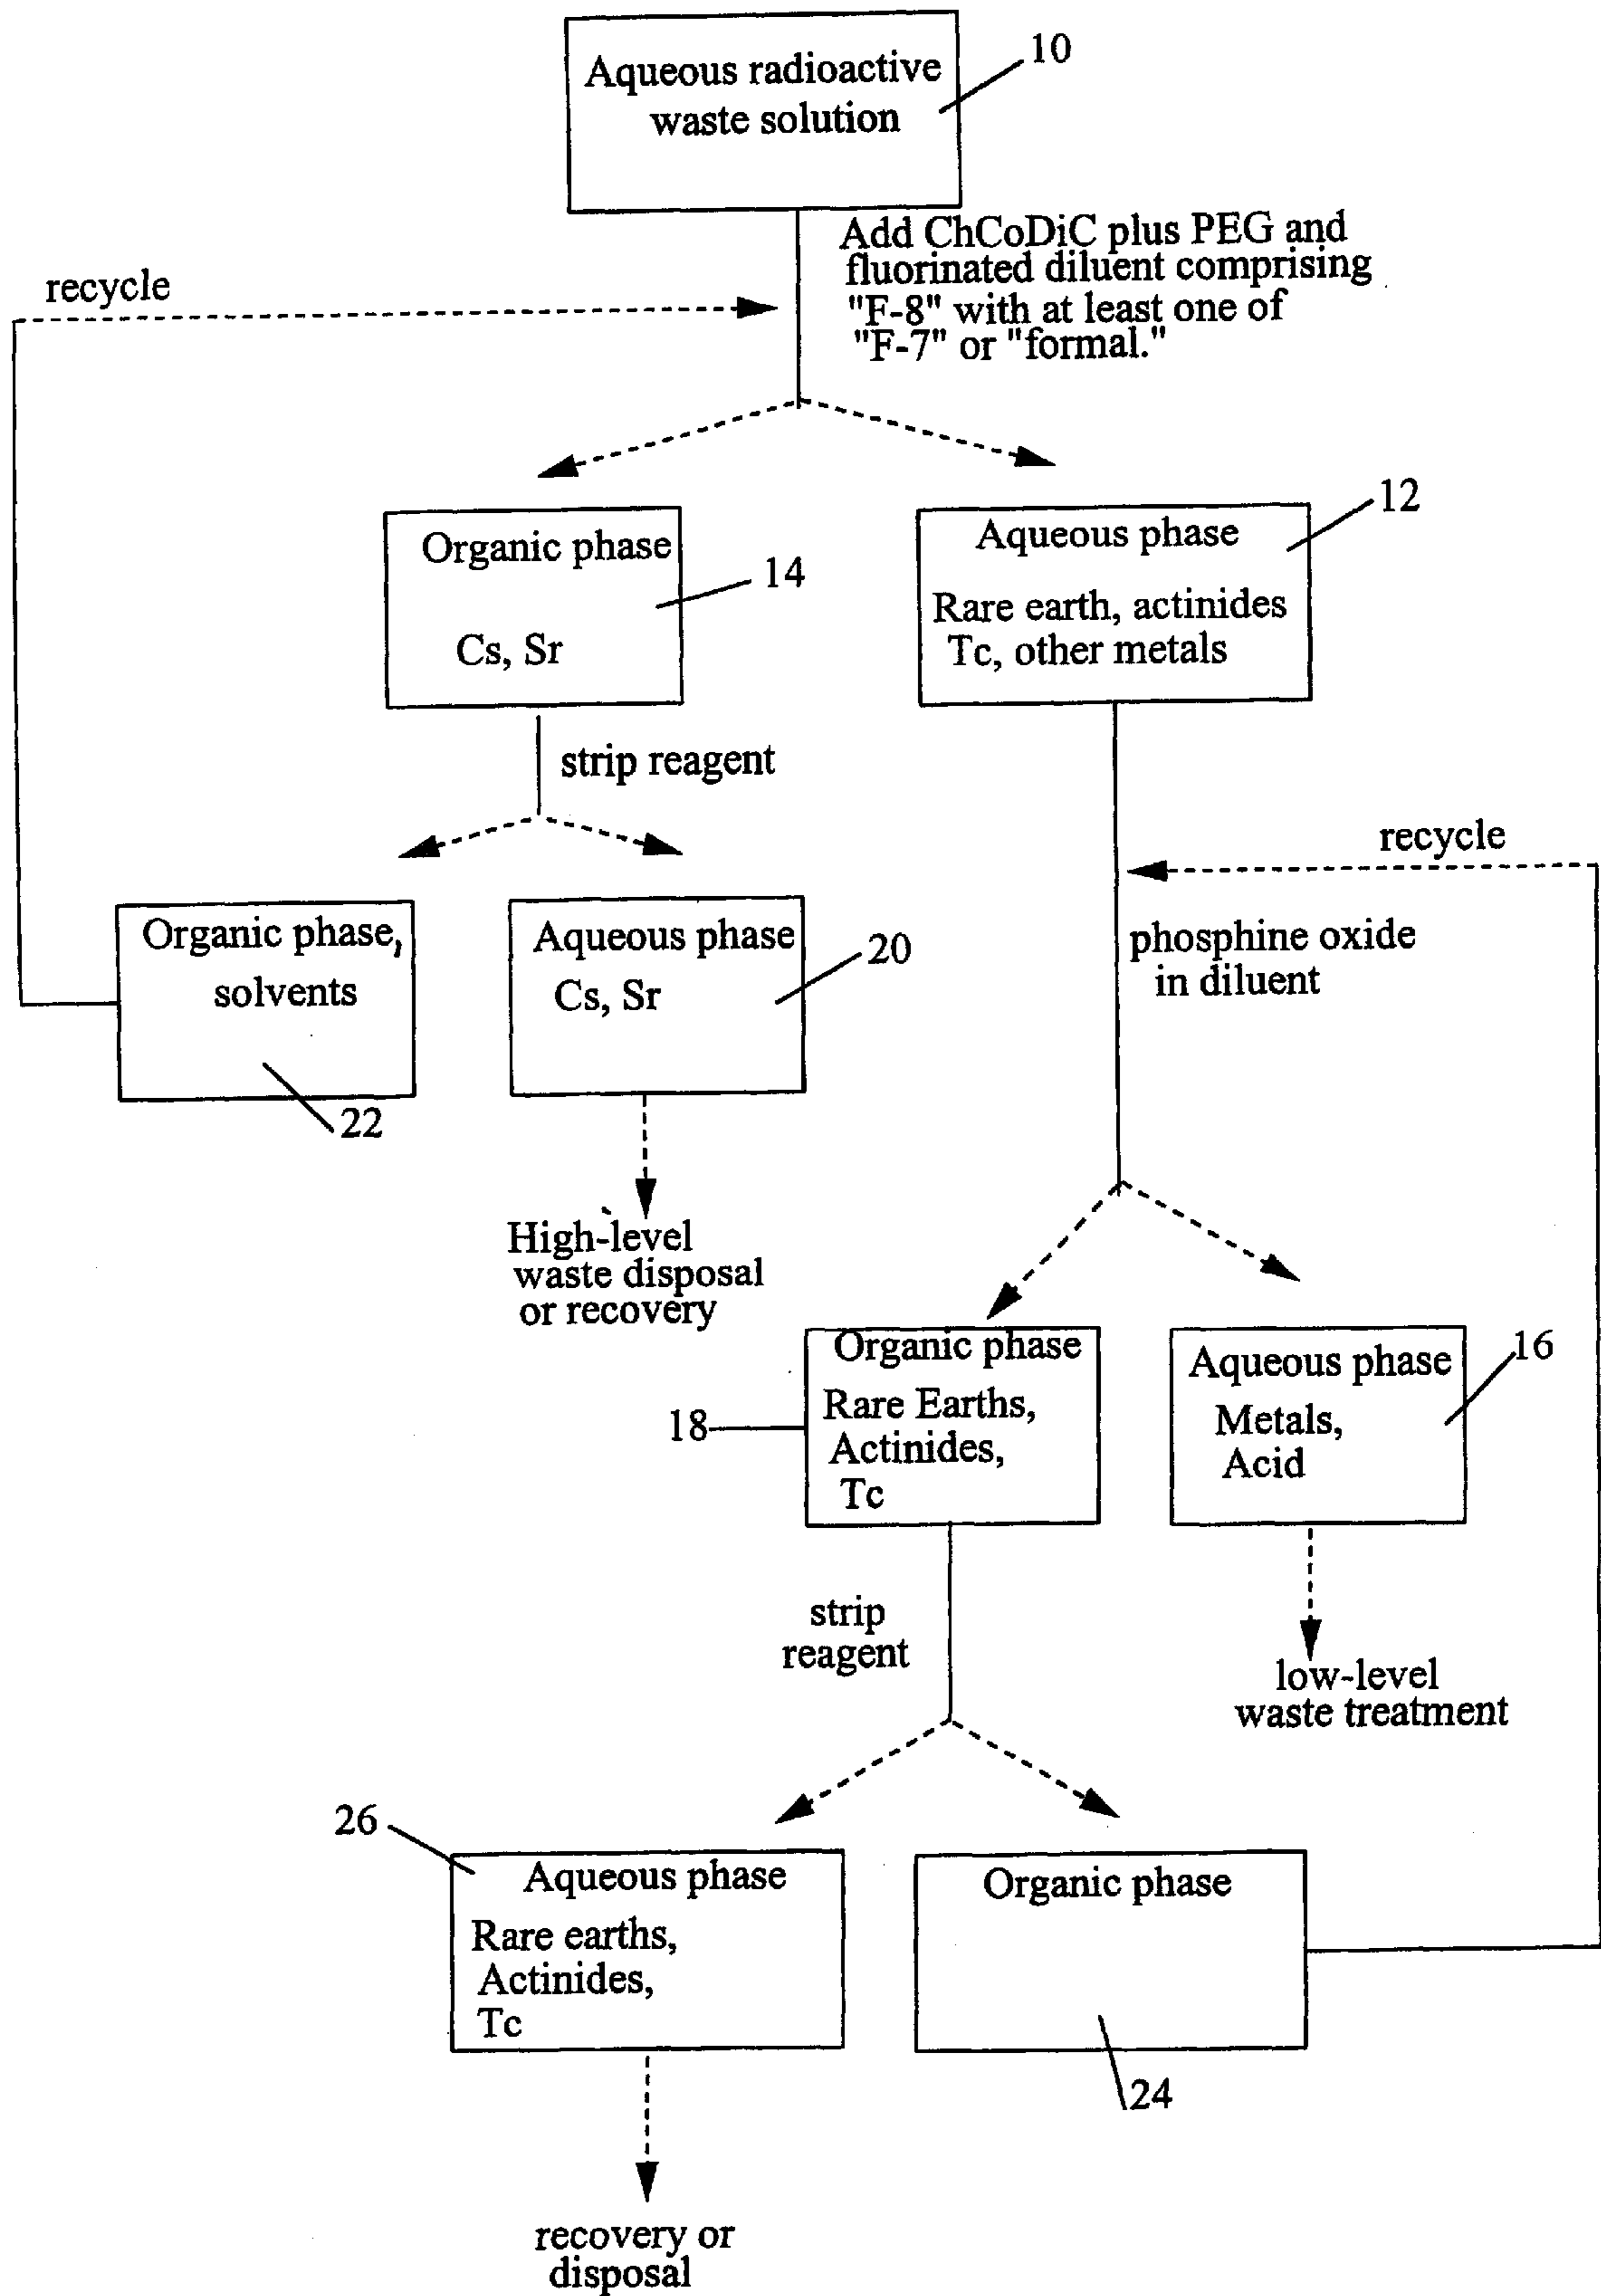 Aqueous radioactive
waste solution
10
Add ChCoDiC plus PEG and
fluorinated diluent comprising
"F-8" with at least one of
"F-7" or "formal."
recycle
Organic phase
Cs, Sr
14
Aqueous phase
Rare earth, actinides
Tc, other metals
12
strip reagent
recycle
Organic phase,
solvents
22
Aqueous phase
Cs, Sr
20
phosphine oxide
in diluent
High-level
waste disposal
or recovery
Organic phase
Rare Earths,
Actinides,
Tc
18
Aqueous phase
Metals,
Acid
16
strip
reagent
low-level
waste treatment
26
Aqueous phase
Rare earths,
Actinides,
Tc
Organic phase
24
recovery or
disposal